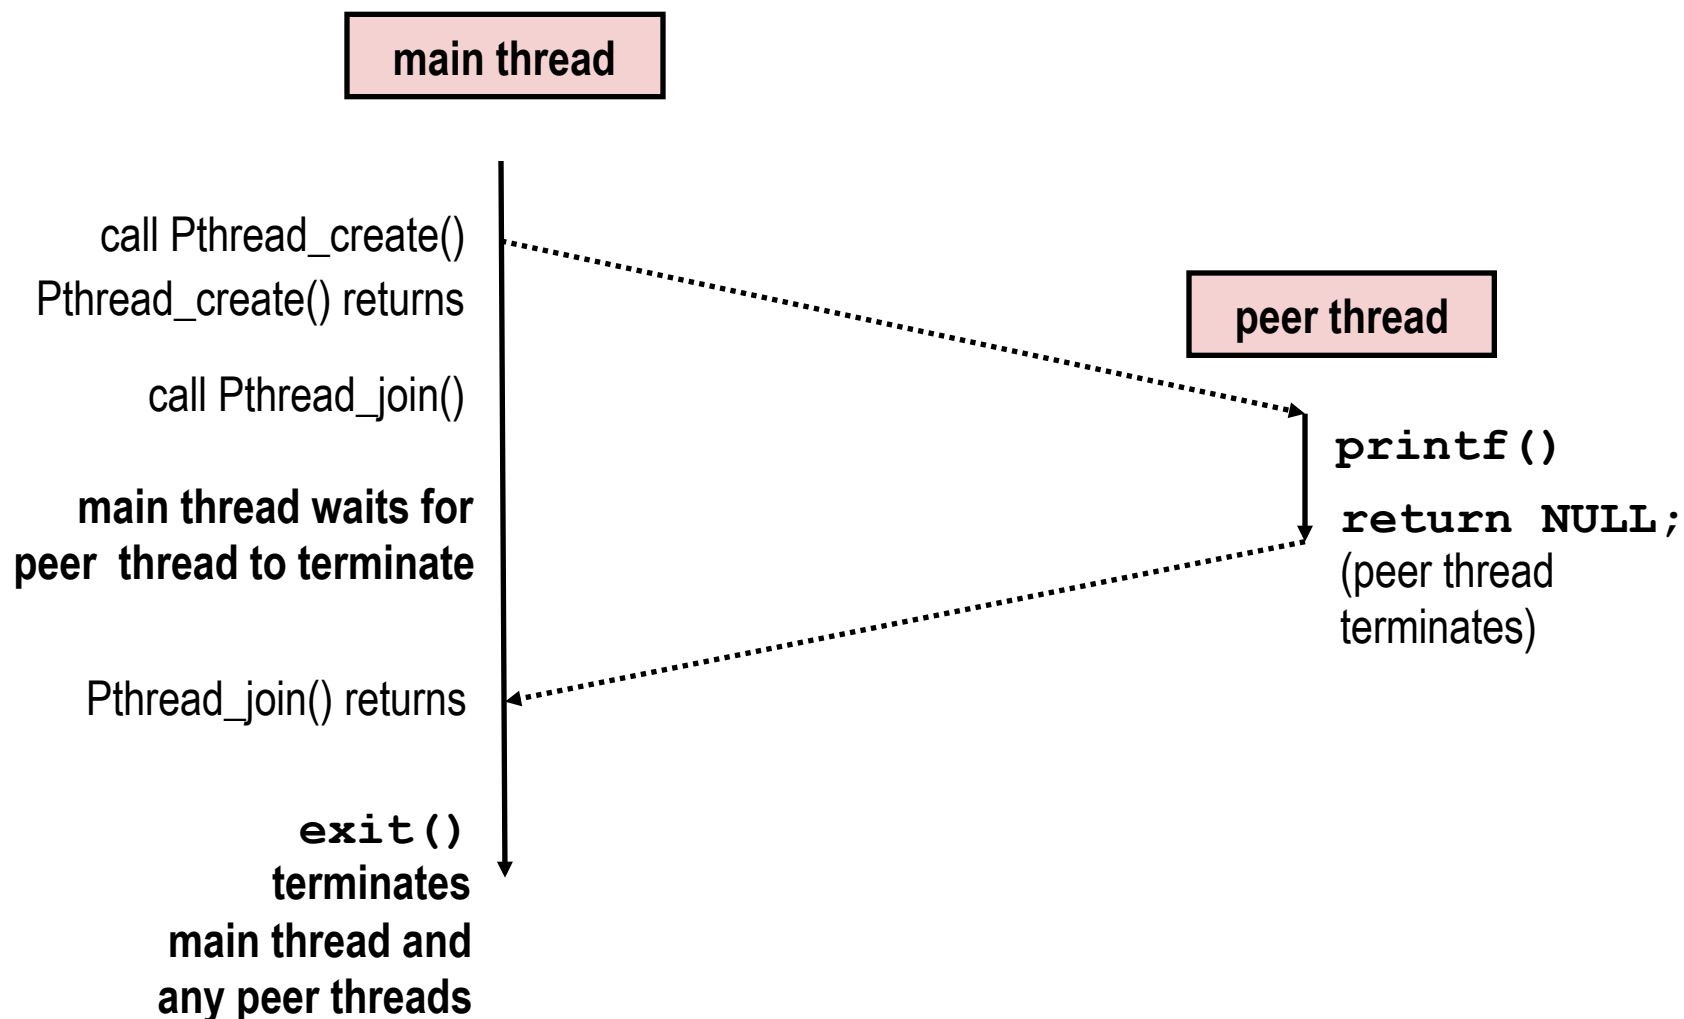 main thread
call Pthread_create()
Pthread_create() returns
peer thread
call Pthread_join()
printf()
main thread waits for
peer  thread to terminate
return NULL;
(peer thread
terminates)
Pthread_join() returns
exit()
terminates
main thread and
any peer threads